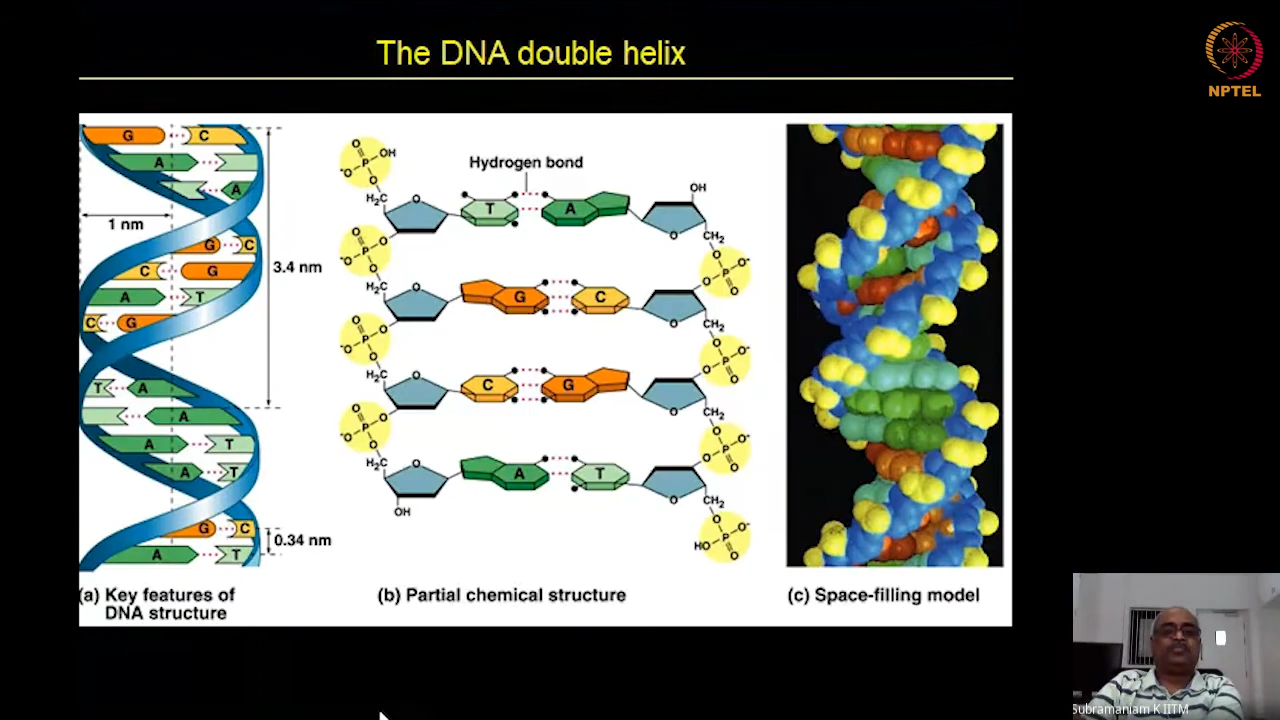 The DNA double helix
NPTEL
G C
A
A
1 nm
G C
C G
A T
C G
3.4 nm
T A
A
A T
A T
G C
0.34 nm
A T
(a) Key features of
DNA structure
Hydrogen bond
O
-O P OH
O
H₂C O T A OH
O
CH₂
O
-O P O
O
O P O-
O
H₂C O G C O
CH₂
O
-O P O
O
O P O-
O
H₂C O C G O
CH₂
O
-O P O
O
O P O-
O
H₂C O A T O
OH
CH₂
O
HO P O-
O
(b) Partial chemical structure
(c) Space-filling model
Subramaniam K IITM